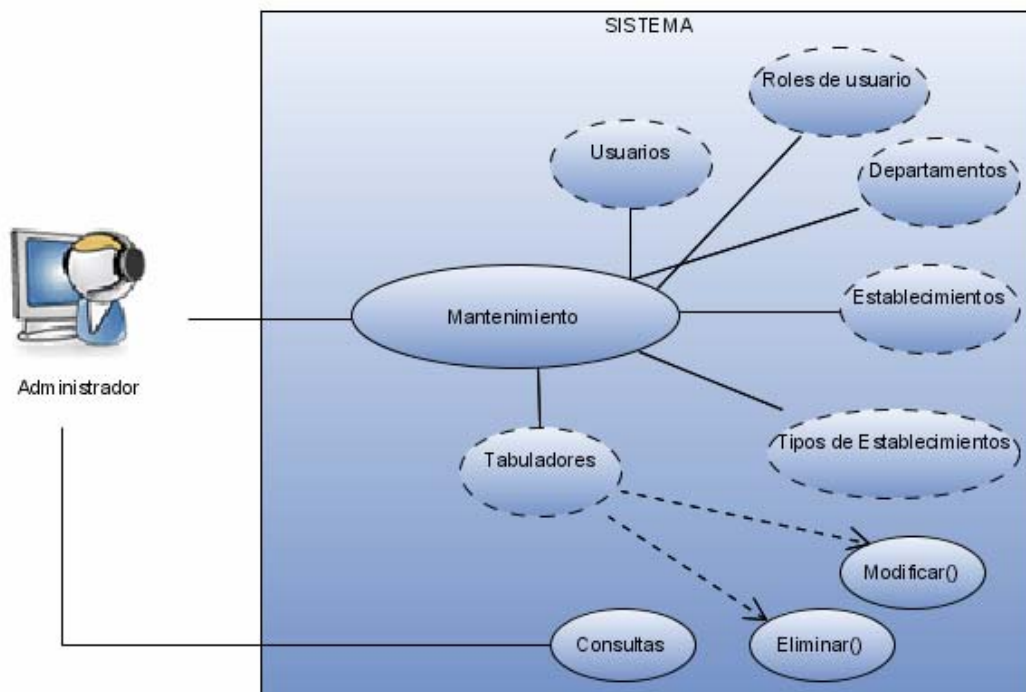 SISTEMA
Roles de usuario
Usuarios
Departamentos
Establecimientos
Mantenimiento
Administrador
Tipos de Establecimientos
Tabuladores
Modificar()
Consultas
Eliminar()